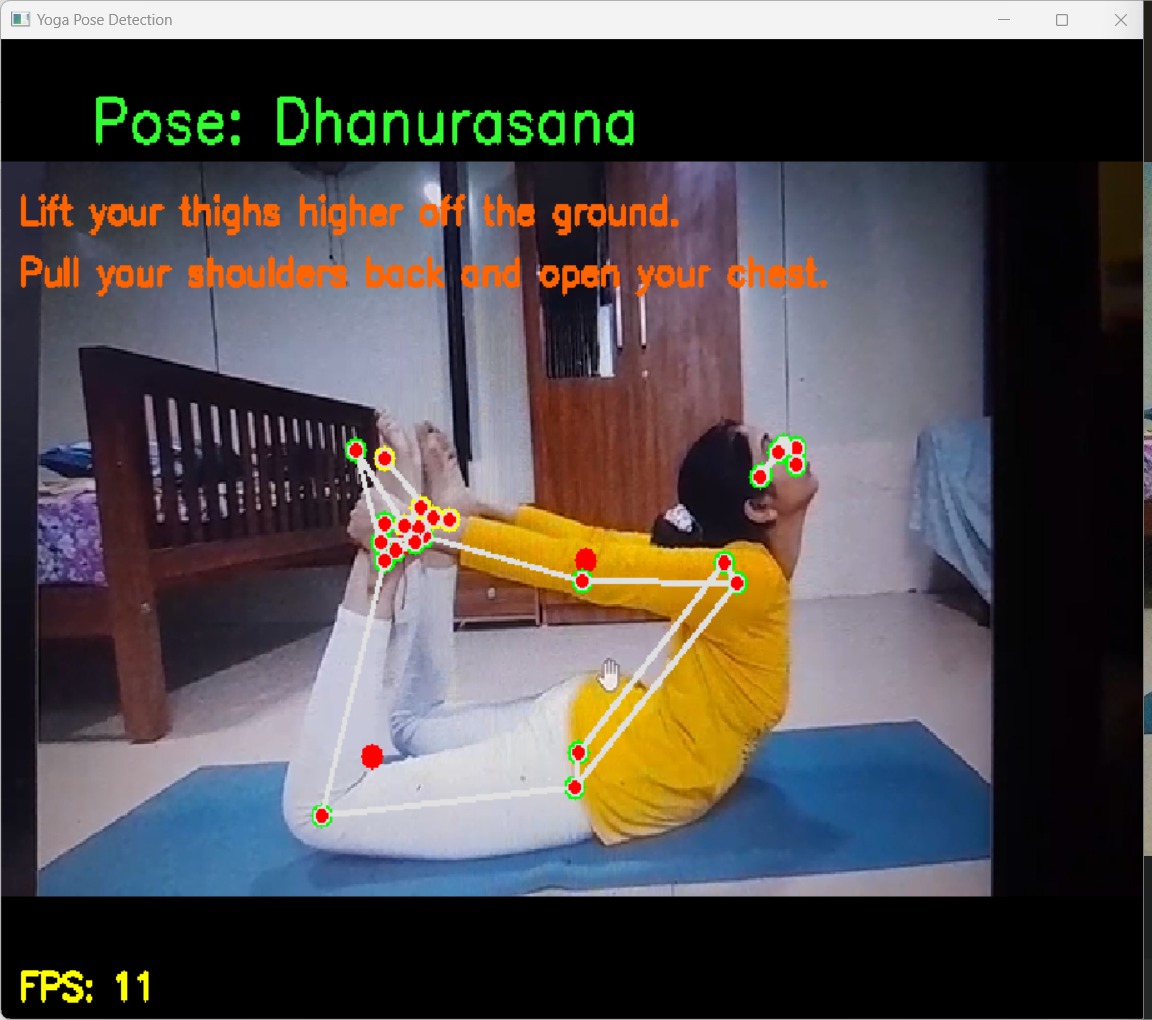 Yoga Pose Detection
Pose: Dhanurasana
Lift your thighs higher off the ground.
Pull your shoulders back and open your chest.
FPS: 11